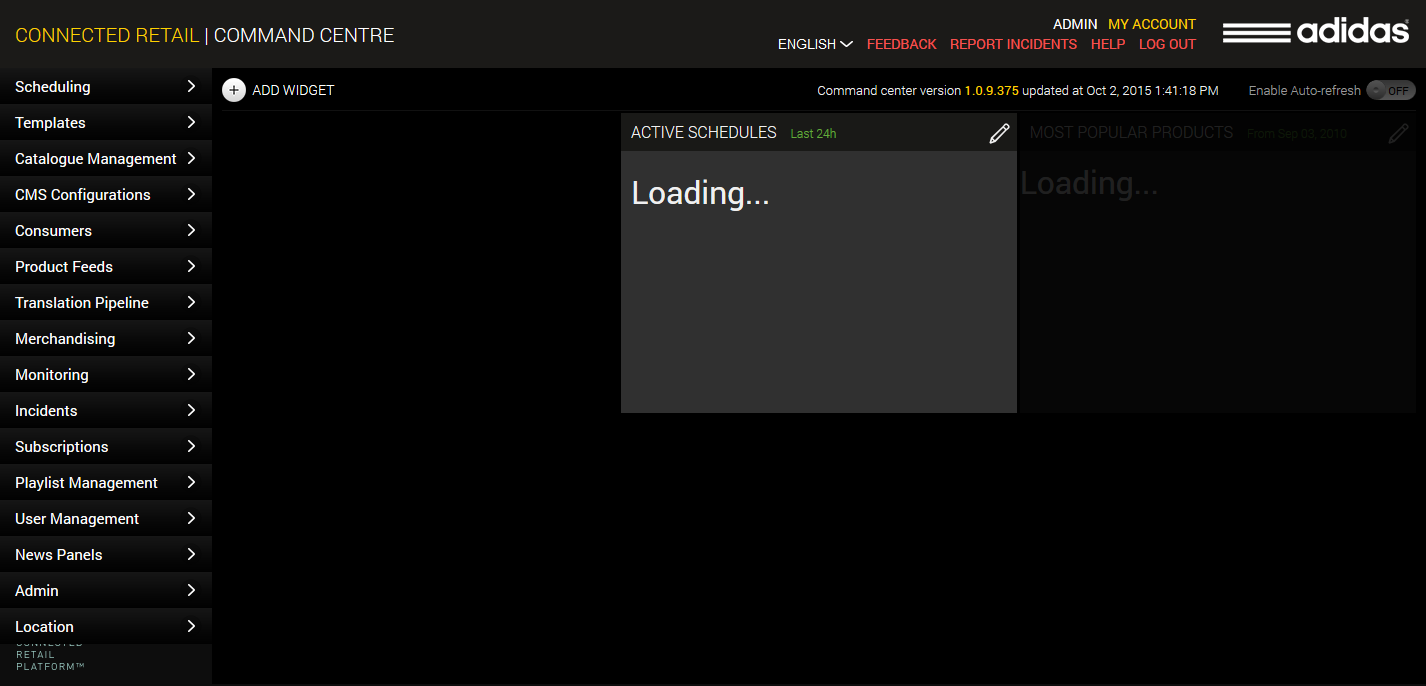 CONNECTED RETAIL | COMMAND CENTRE
ADMIN MY ACCOUNT
ENGLISH FEEDBACK REPORT INCIDENTS HELP LOG OUT
adidas
Scheduling
Templates
Catalogue Management
CMS Configurations
Consumers
Product Feeds
Translation Pipeline
Merchandising
Monitoring
Incidents
Subscriptions
Playlist Management
User Management
News Panels
Admin
Location
CONNECTED
RETAIL
PLATFORM™
ADD WIDGET
Command center version 1.0.9.375 updated at Oct 2, 2015 1:41:18 PM
Enable Auto-refresh OFF
ACTIVE SCHEDULES Last 24h
Loading...
MOST POPULAR PRODUCTS From Sep 03, 2015
Loading...